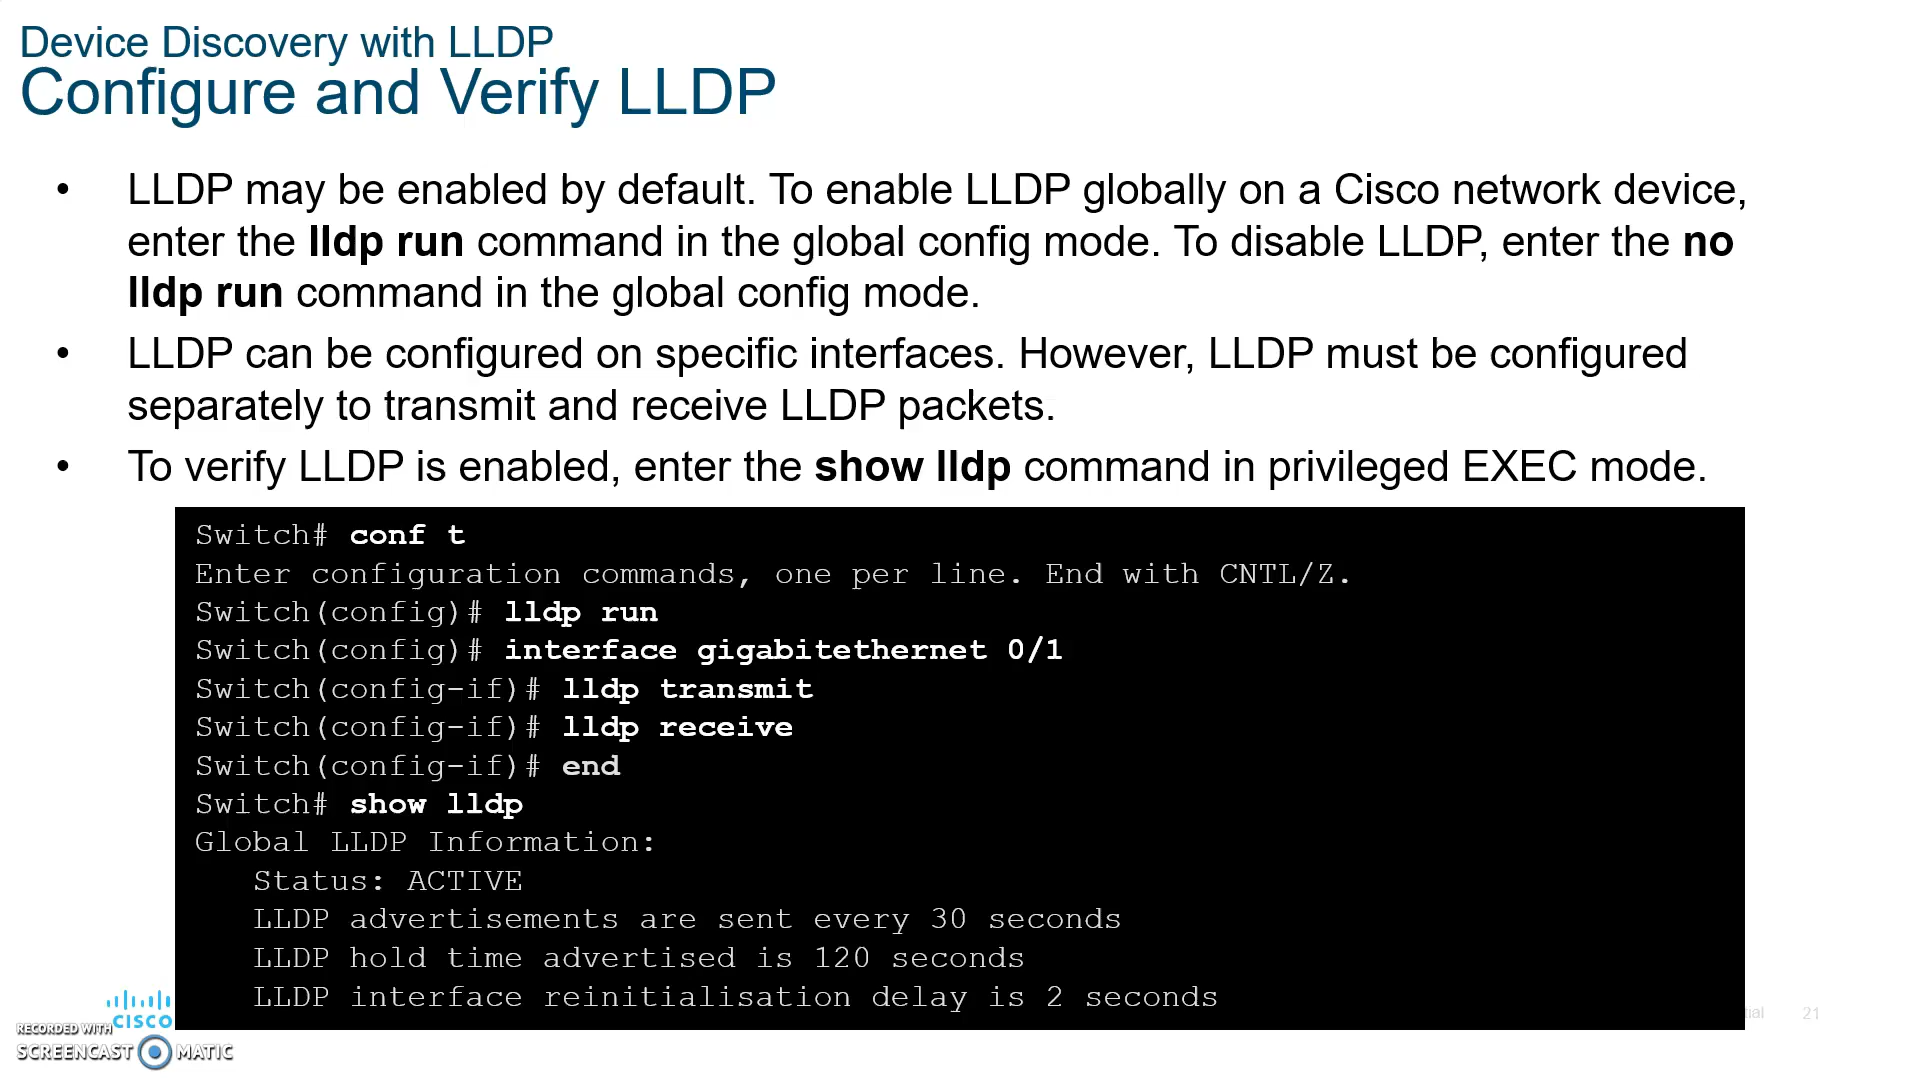 Device Discovery with LLDP
Configure and Verify LLDP
• LLDP may be enabled by default. To enable LLDP globally on a Cisco network device,
enter the lldp run command in the global config mode. To disable LLDP, enter the no
lldp run command in the global config mode.
• LLDP can be configured on specific interfaces. However, LLDP must be configured
separately to transmit and receive LLDP packets.
• To verify LLDP is enabled, enter the show lldp command in privileged EXEC mode.
Switch# conf t
Enter configuration commands, one per line. End with CNTL/Z.
Switch(config)# lldp run
Switch(config)# interface gigabitethernet 0/1
Switch(config-if)# lldp transmit
Switch(config-if)# lldp receive
Switch(config-if)# end
Switch# show lldp
Global LLDP Information:
Status: ACTIVE
LLDP advertisements are sent every 30 seconds
LLDP hold time advertised is 120 seconds
LLDP interface reinitialisation delay is 2 seconds
CISCO
RECORDED WITH
SCREENCAST MATIC
21